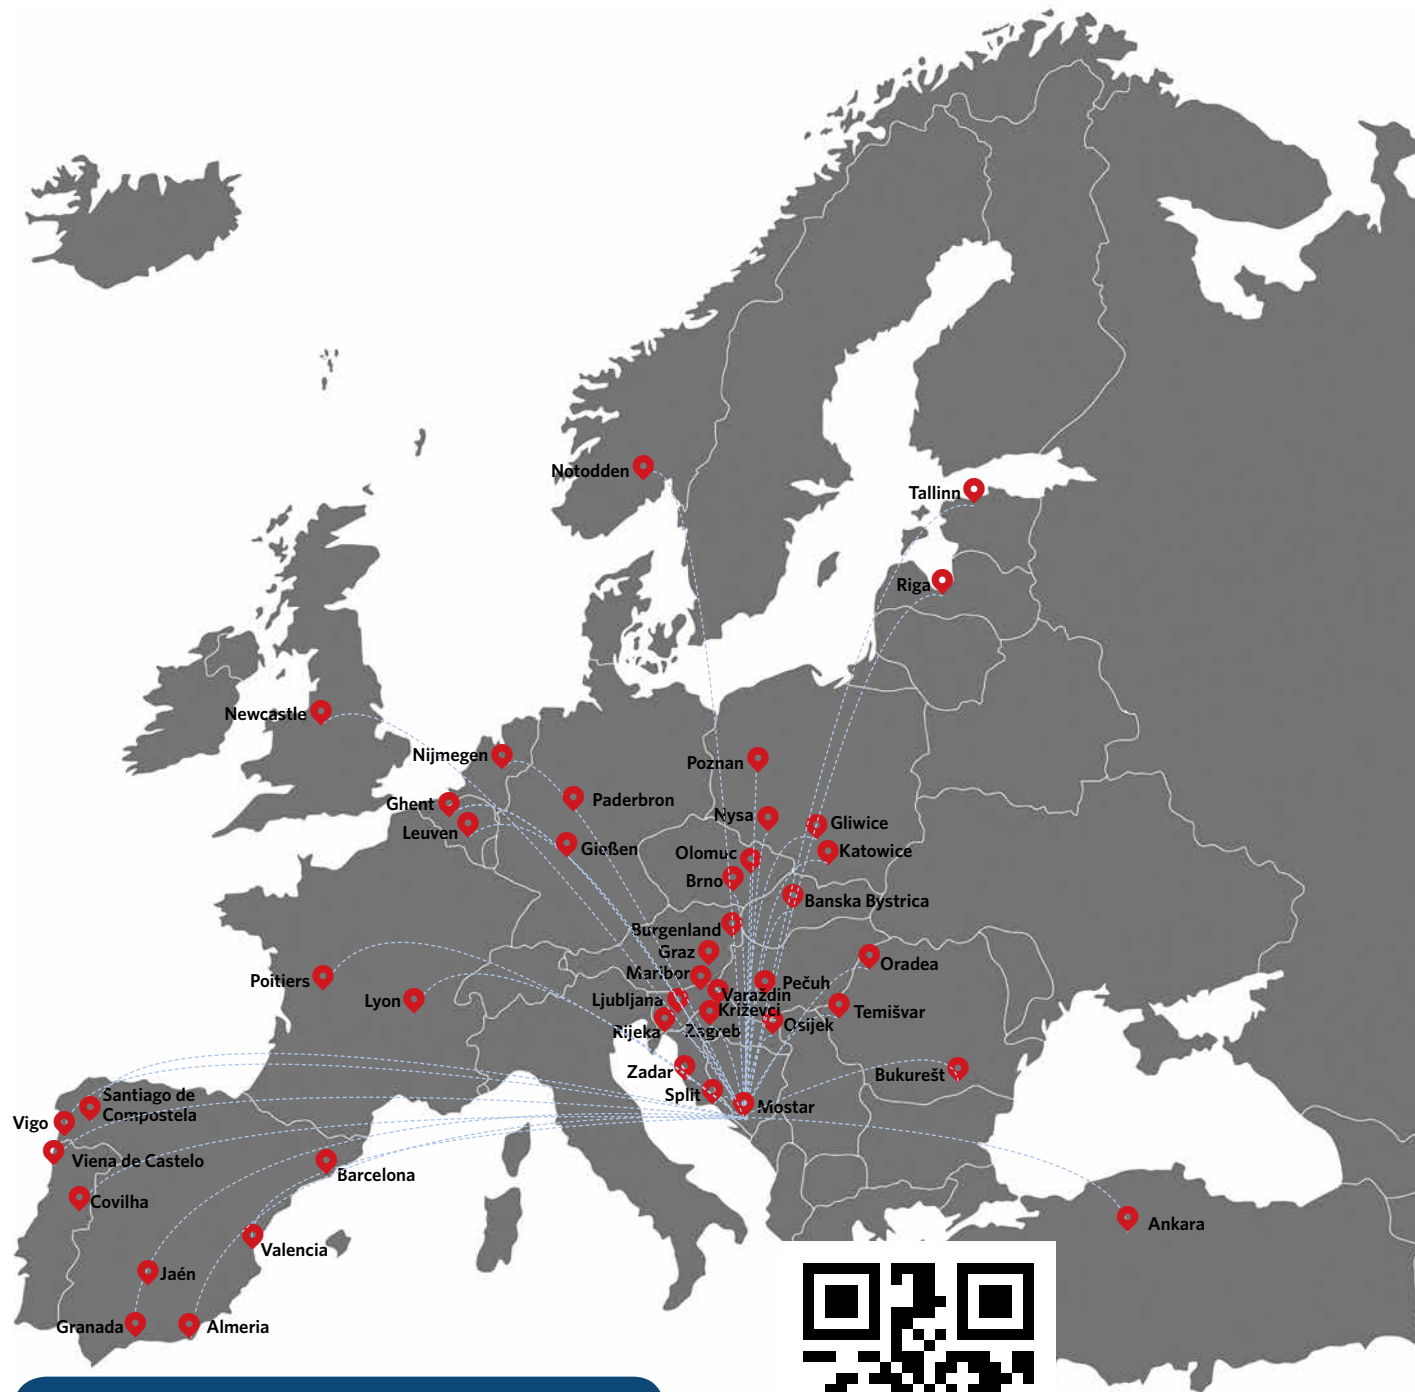 Notodden
Tallinn
Riga
Newcastle
Nijmegen
Poznan
Paderbron
Ghent
Nysa
Gliwice
Leuven
Gießen
Olomuc
Katowice
Brno
Banska Bystrica
Burgenland
Graz
Oradea
Maribor
Poitiers
Pečuh
Varaždin
Lyon
Ljubljana
Križevci
Temišvar
Rijeka
Zagreb
Osijek
Zadar
Bukurešt
Split
Santiago de
Compostela
Mostar
Vigo
Viena de Castelo
Barcelona
Covilha
Ankara
Valencia
Jaén
Granada
Almeria